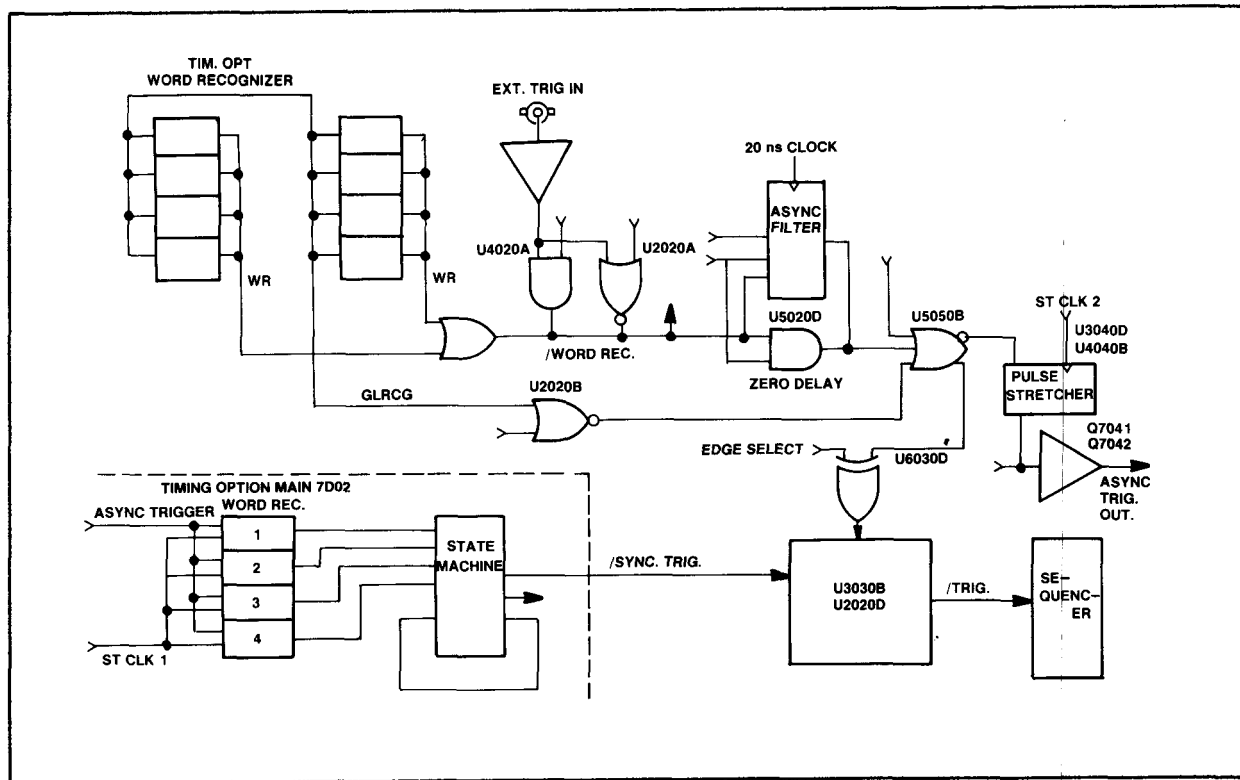 TIM. OPT
WORD RECOGNIZER
EXT. TRIG IN
20 ns CLOCK
ASYNC
FILTER
U4020A
U2020A
WR
WR
U5020D
U5050B
ST CLK 2
U3040D
U4040B
/WORD REC.
ZERO DELAY
PULSE
STRETCHER
GLRCG
U2020B
Q7041
Q7042
EDGE SELECT
U6030D
ASYNC
TRIG.
OUT.
TIMING OPTION MAIN 7D02
WORD REC.
ASYNC TRIGGER
1
2
3
4
STATE
MACHINE
/SYNC. TRIG.
U3030B
U2020D
/TRIG.
SE-
QUENC-
ER
ST CLK 1